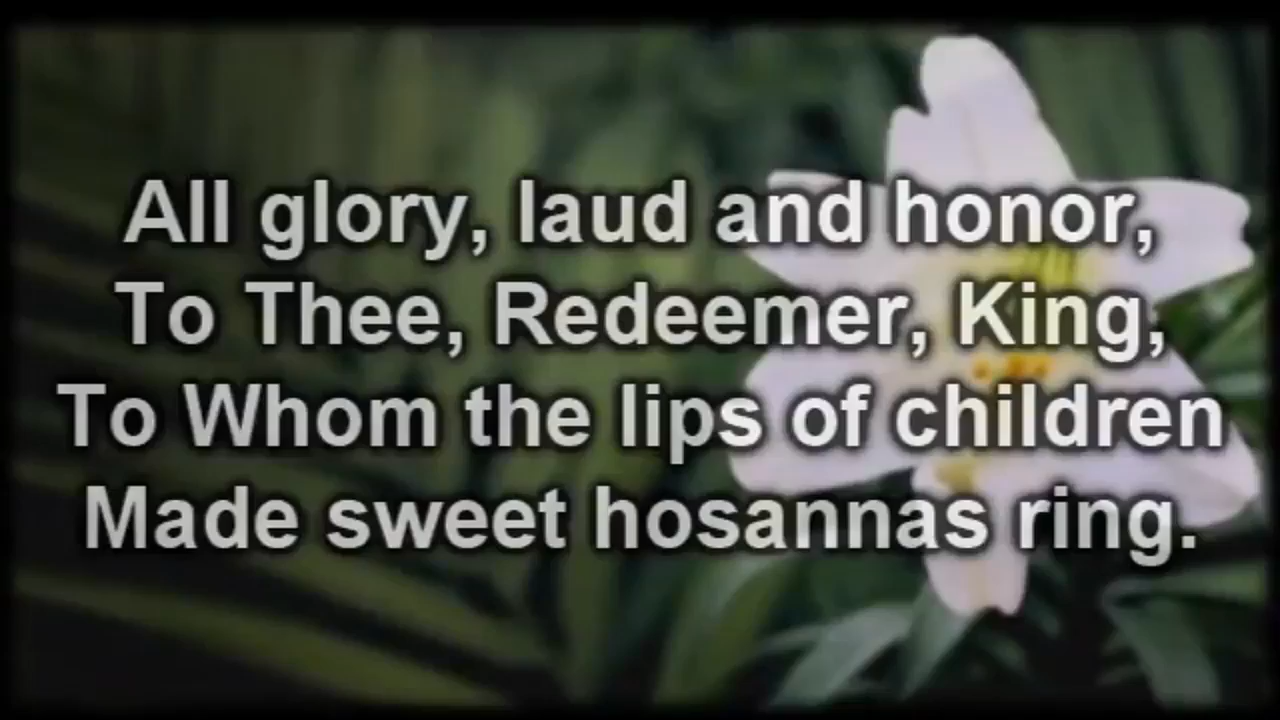 All glory, laud and honor,
To Thee, Redeemer, King,
To Whom the lips of children
Made sweet hosannas ring.